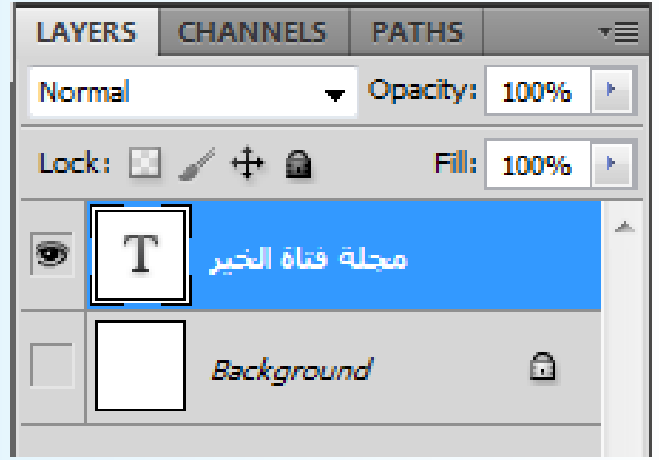 LAYERS CHANNELS PATHS
Normal Opacity: 100%
Lock: Fill: 100%
T مجلة فتاة الخير
Background